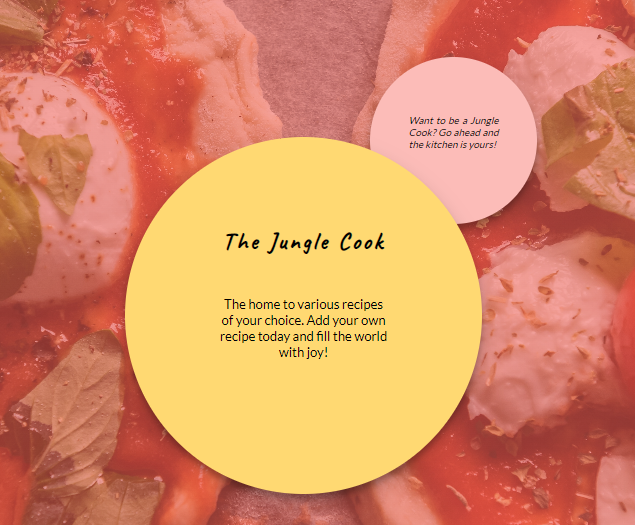 Want to be a Jungle
Cook? Go ahead and
the kitchen is yours!
The Jungle Cook
The home to various recipes
of your choice. Add your own
recipe today and fill the world
with joy!